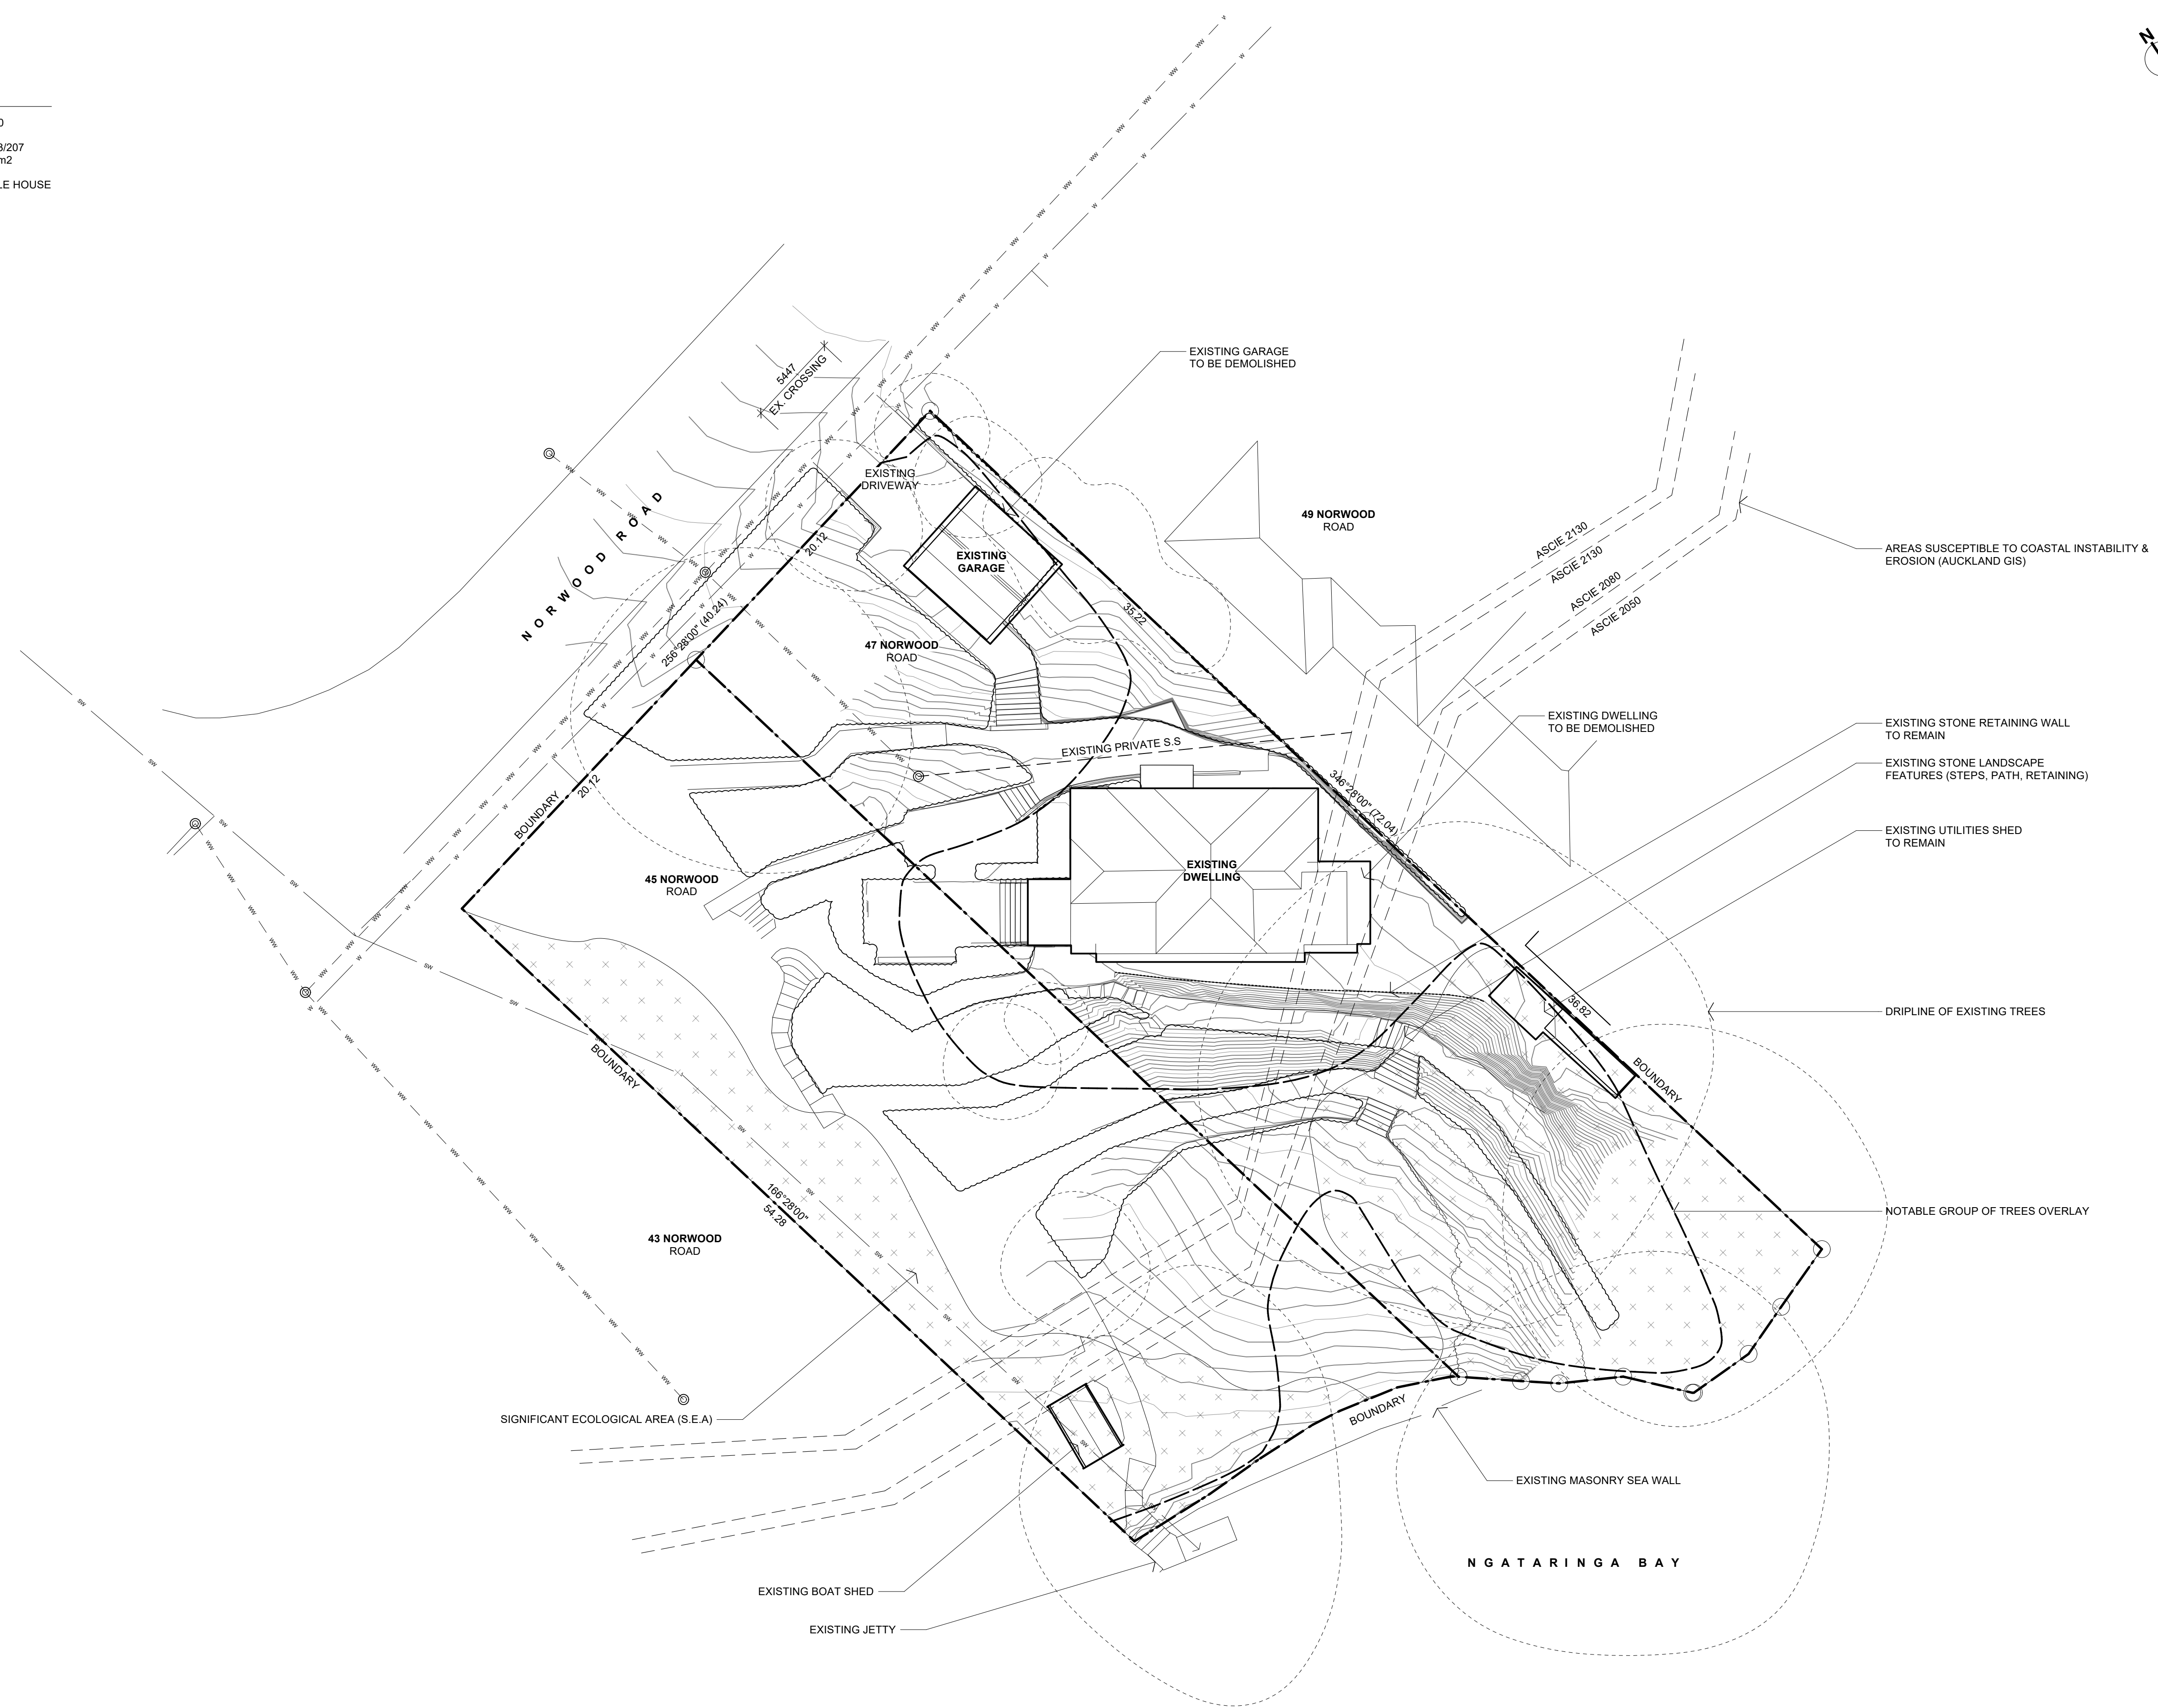 N
0
3/207
m2
LE HOUSE
EXISTING GARAGE
TO BE DEMOLISHED
5447
EX. CROSSING
EXISTING
DRIVEWAY
NORWOOD ROAD
20.12
EXISTING
GARAGE
49 NORWOOD
ROAD
ASCIE 2130
ASCIE 2130
ASCIE 2080
ASCIE 2050
AREAS SUSCEPTIBLE TO COASTAL INSTABILITY &
EROSION (AUCKLAND GIS)
256°28'00" (40.24)
35.22
47 NORWOOD
ROAD
EXISTING DWELLING
TO BE DEMOLISHED
EXISTING STONE RETAINING WALL
TO REMAIN
EXISTING PRIVATE S.S
EXISTING STONE LANDSCAPE
FEATURES (STEPS, PATH, RETAINING)
346°28'00" (72.04)
20.12
BOUNDARY
EXISTING UTILITIES SHED
TO REMAIN
EXISTING
DWELLING
45 NORWOOD
ROAD
36.82
DRIPLINE OF EXISTING TREES
BOUNDARY
BOUNDARY
166°28'00"
54.28
NOTABLE GROUP OF TREES OVERLAY
43 NORWOOD
ROAD
SIGNIFICANT ECOLOGICAL AREA (S.E.A)
BOUNDARY
EXISTING MASONRY SEA WALL
NGATARINGA BAY
EXISTING BOAT SHED
EXISTING JETTY